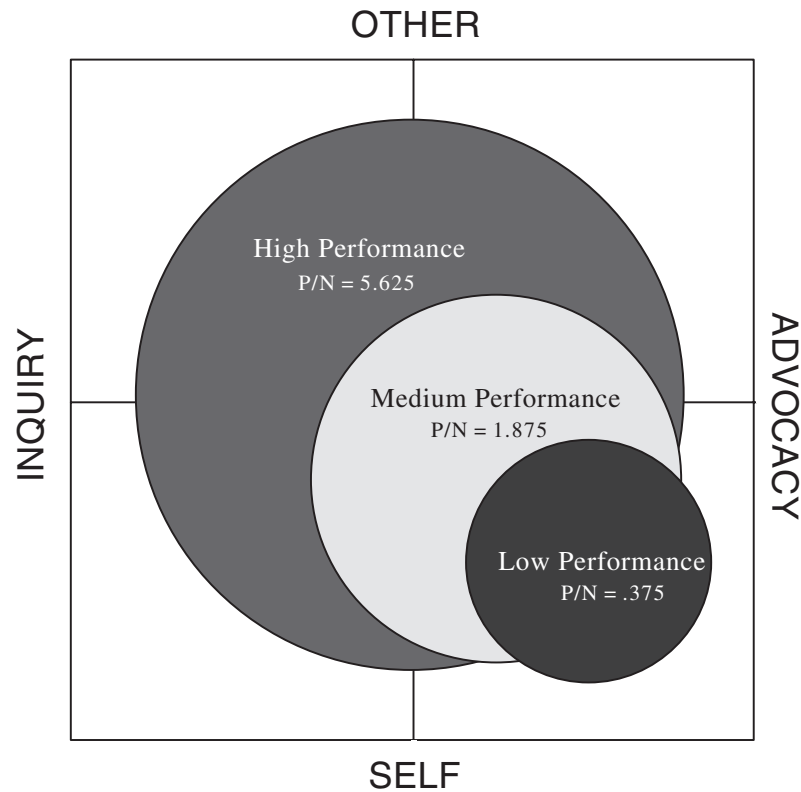 OTHER
High Performance
P/N = 5.625
INQUIRY
ADVOCACY
Medium Performance
P/N = 1.875
Low Performance
P/N = .375
SELF